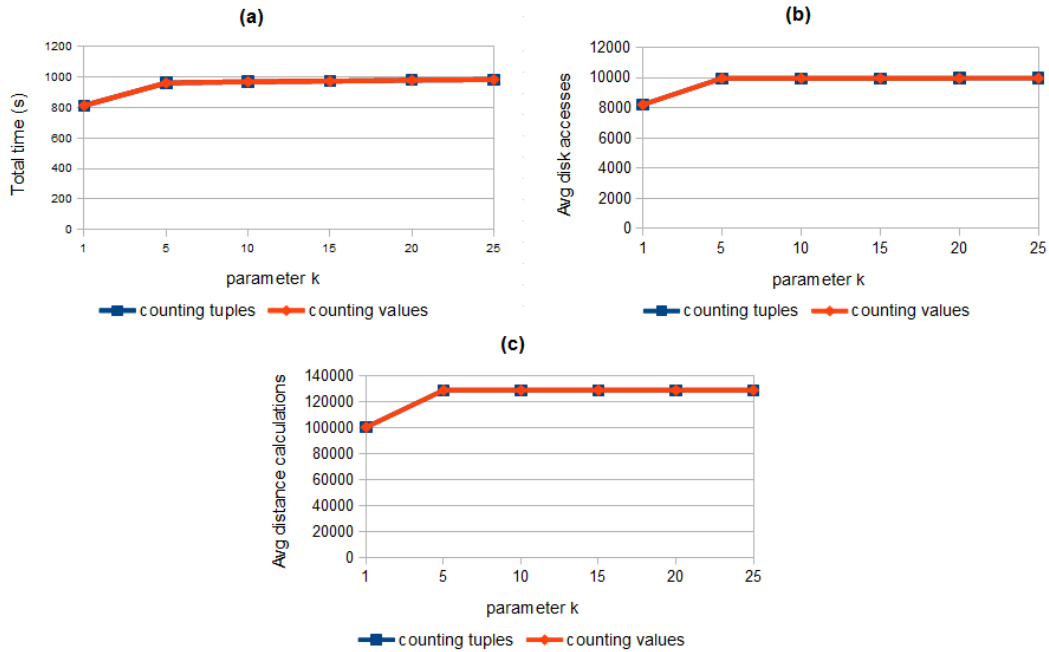 (a)
Total time (s)
1200
1000
800
600
400
200
0
1 5 10 15 20 25
parameter k
counting tuples counting values
(b)
Avg disk accesses
12000
10000
8000
6000
4000
2000
0
1 5 10 15 20 25
parameter k
counting tuples counting values
(c)
Avg distance calculations
140000
120000
100000
80000
60000
40000
20000
0
1 5 10 15 20 25
parameter k
counting tuples counting values